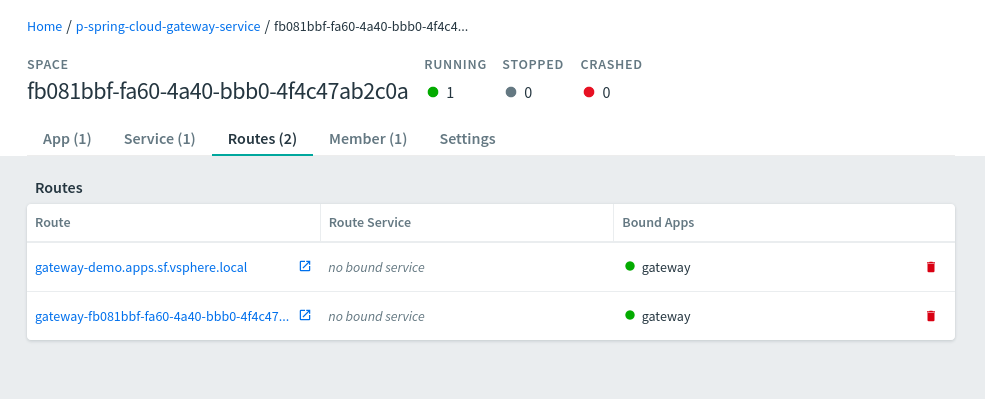 Home / p-spring-cloud-gateway-service / fb081bbf-fa60-4a40-bbb0-4f4c4...
SPACE
fb081bbf-fa60-4a40-bbb0-4f4c47ab2c0a
RUNNING STOPPED CRASHED
1 0 0
App (1) Service (1) Routes (2) Member (1) Settings
Routes
Route Route Service Bound Apps
gateway-demo.apps.sf.vsphere.local no bound service gateway
gateway-fb081bbf-fa60-4a40-bbb0-4f4c47... no bound service gateway